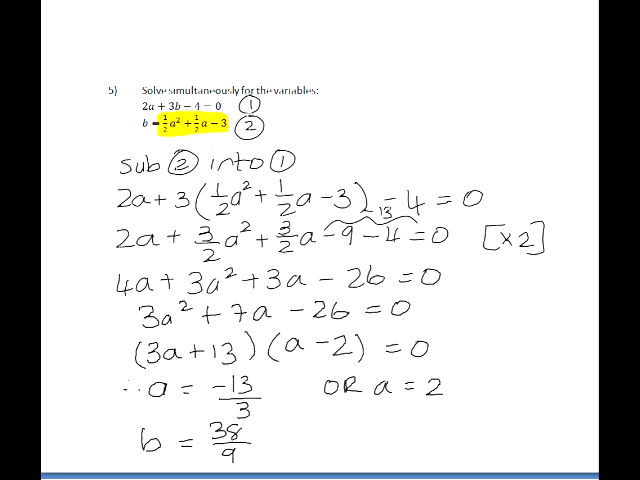 5) Solve simultaneously for the variables:
2a + 3b − 4 = 0 ①
b = ½a² + ½a − 3 ②
sub ② into ①
2a + 3(½a² + ½a − 3) − 4 = 0
13
2a + 3/2a² + 3/2a − 9 − 4 = 0 [×2]
4a + 3a² + 3a − 26 = 0
3a² + 7a − 26 = 0
(3a + 13)(a − 2) = 0
∴ a = −13/3 OR a = 2
b = 38/9